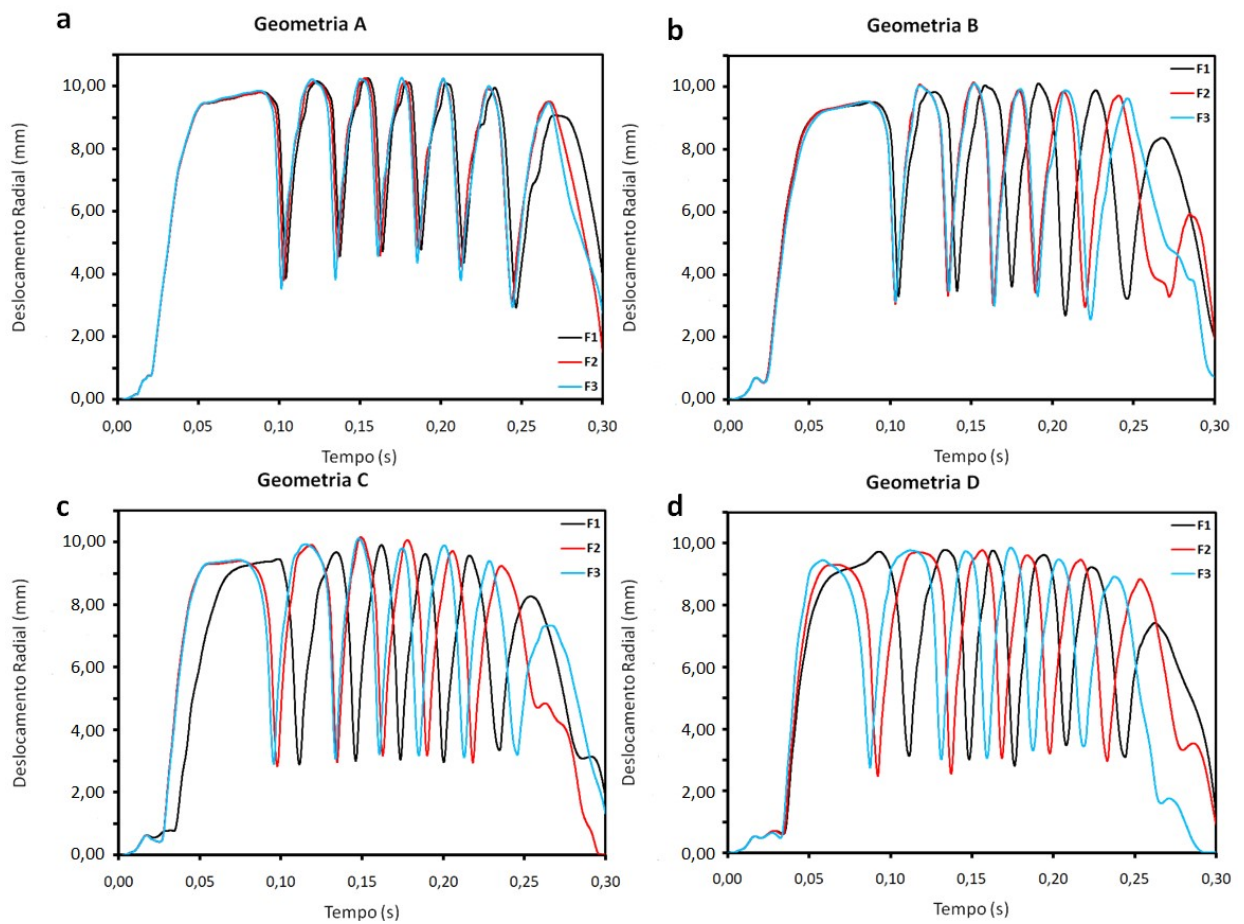 a
Geometria A
Deslocamento Radial (mm)
10,00
8,00
6,00
4,00
2,00
0,00
F1
F2
F3
0,00 0,05 0,10 0,15 0,20 0,25 0,30
Tempo (s)
b
Geometria B
Deslocamento Radial (mm)
10,00
8,00
6,00
4,00
2,00
0,00
F1
F2
F3
0,00 0,05 0,10 0,15 0,20 0,25 0,30
Tempo (s)
c
Geometria C
Deslocamento Radial (mm)
10,00
8,00
6,00
4,00
2,00
0,00
F1
F2
F3
0,00 0,05 0,10 0,15 0,20 0,25 0,30
Tempo (s)
d
Geometria D
Deslocamento Radial (mm)
10,00
8,00
6,00
4,00
2,00
0,00
F1
F2
F3
0,00 0,05 0,10 0,15 0,20 0,25 0,30
Tempo (s)